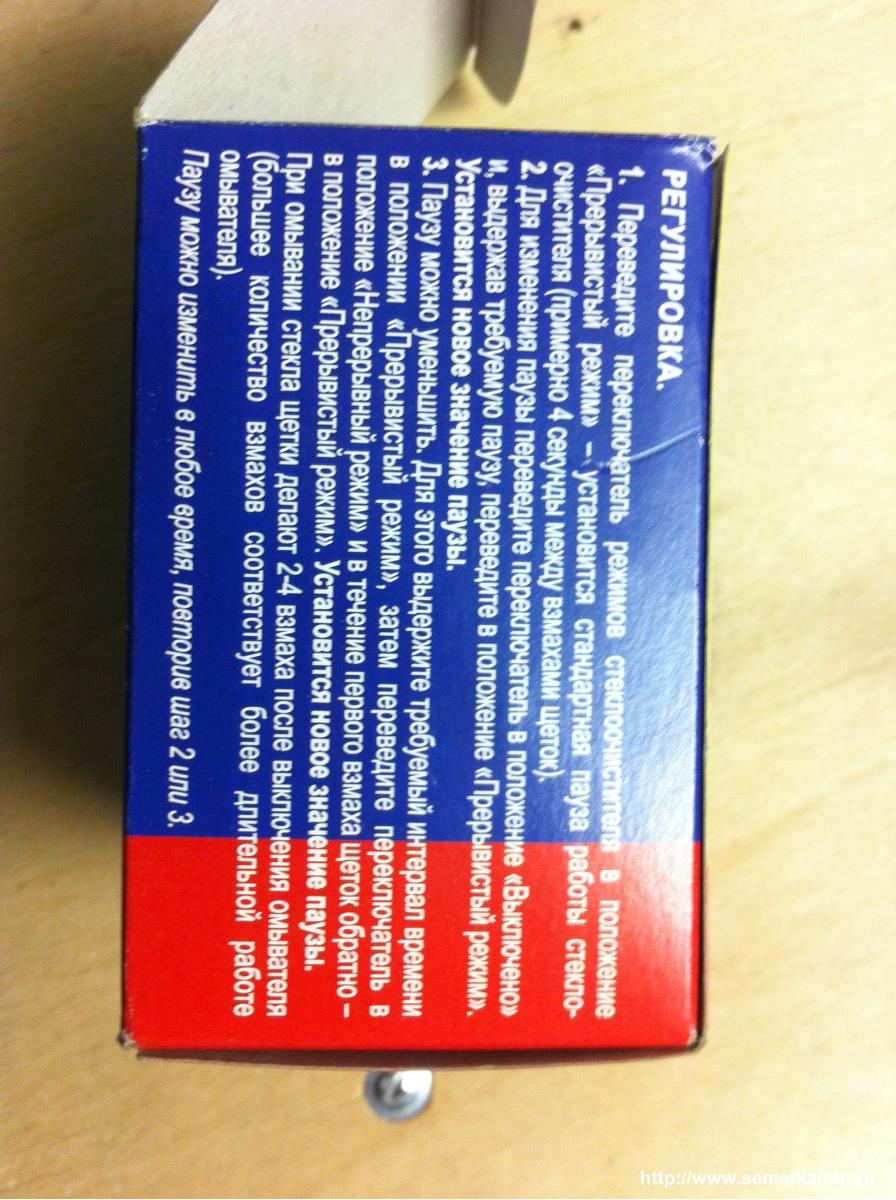 РЕГУЛИРОВКА.
1. Переведите переключатель режимов стеклоочистителя в положение
«Прерывистый режим» – установится стандартная пауза работы стекло-
очистителя (примерно 4 секунды между взмахами щеток).
2. Для изменения паузы переведите переключатель в положение «Выключено»
и, выдержав требуемую паузу, переведите в положение «Прерывистый режим».
Установится новое значение паузы.
3. Паузу можно уменьшить. Для этого выдержите требуемый интервал времени
в положении «Прерывистый режим», затем переведите переключатель в
положение «Непрерывный режим» и в течение первого взмаха щеток обратно –
в положение «Прерывистый режим». Установится новое значение паузы.
При омывании стекла щетки делают 2-4 взмаха после выключения омывателя
(большее количество взмахов соответствует более длительной работе
омывателя).
Паузу можно изменить в любое время, повторив шаг 2 или 3.
http://www.semerkainfo.ru